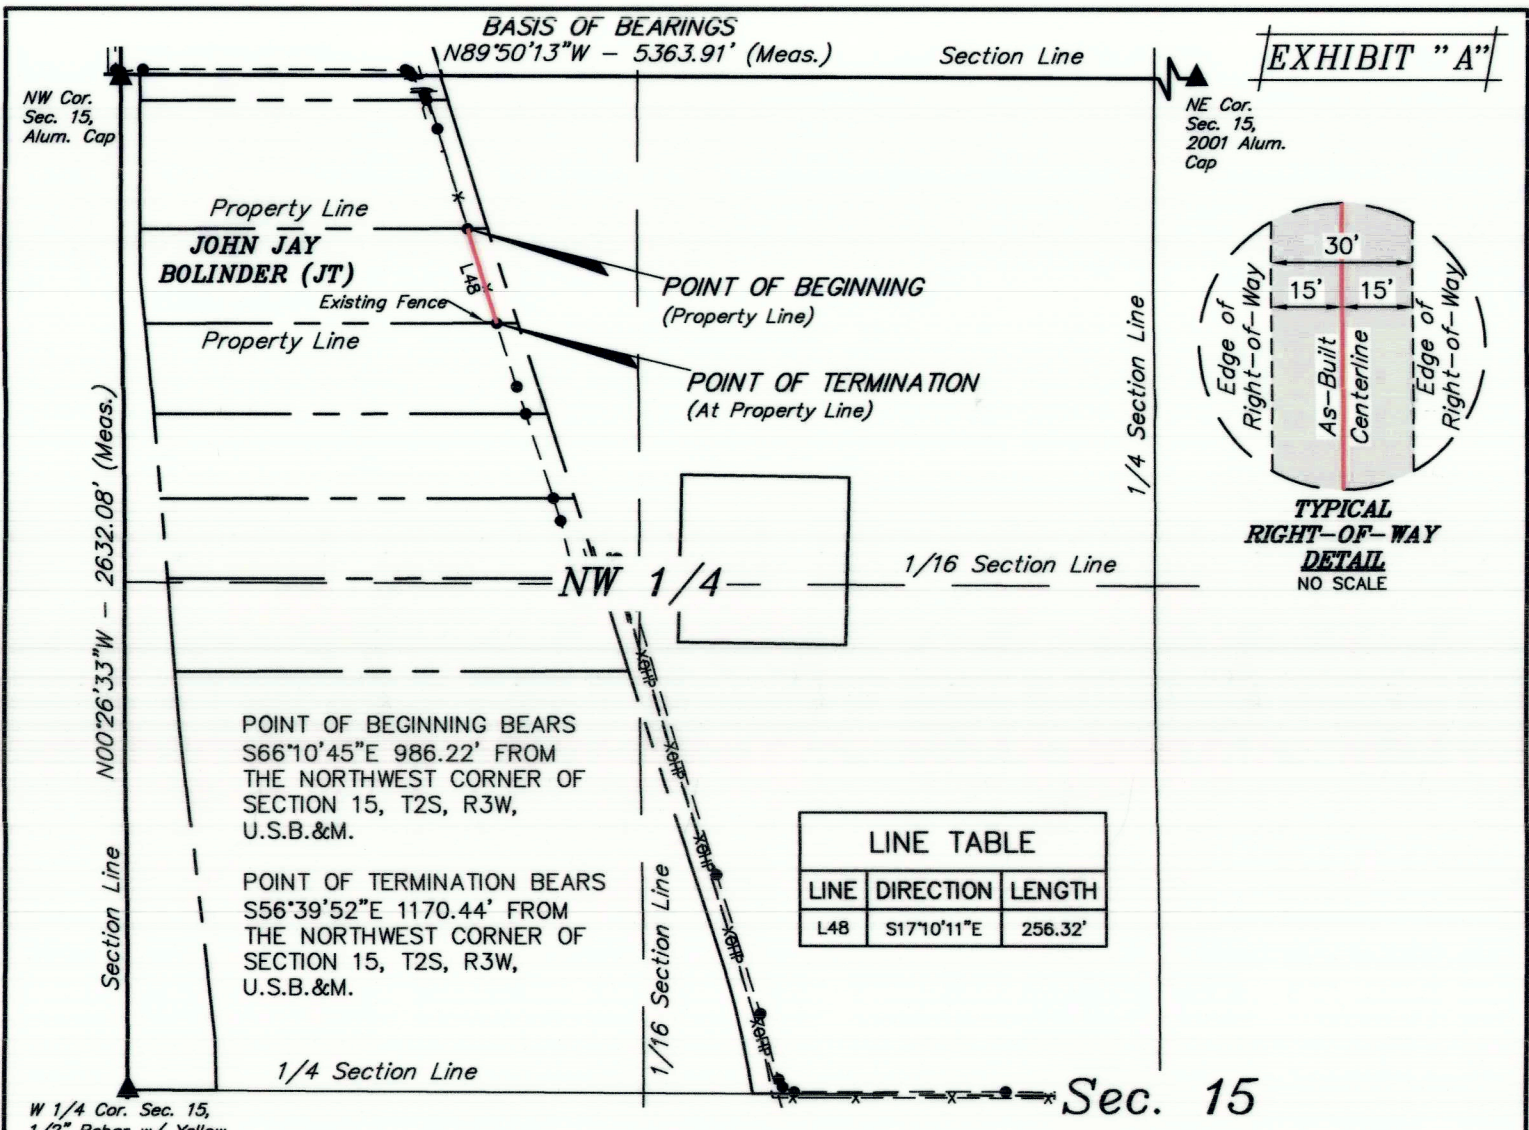 BASIS OF BEARINGS
N89°50'13"W - 5363.91' (Meas.)
Section Line
EXHIBIT "A"
NW Cor.
Sec. 15,
Alum. Cap
NE Cor.
Sec. 15,
2001 Alum.
Cap
Property Line
JOHN JAY
BOLINDER (JT)
L48
Existing Fence
Property Line
POINT OF BEGINNING
(Property Line)
POINT OF TERMINATION
(At Property Line)
1/4 Section Line
30'
15' 15'
Edge of
Right-of-Way
As-Built
Centerline
Edge of
Right-of-Way
TYPICAL
RIGHT-OF-WAY
DETAIL
NO SCALE
N00°26'33"W - 2632.08' (Meas.)
NW 1/4
1/16 Section Line
POINT OF BEGINNING BEARS
S66°10'45"E 986.22' FROM
THE NORTHWEST CORNER OF
SECTION 15, T2S, R3W,
U.S.B.&M.
POINT OF TERMINATION BEARS
S56°39'52"E 1170.44' FROM
THE NORTHWEST CORNER OF
SECTION 15, T2S, R3W,
U.S.B.&M.
LINE TABLE
LINE DIRECTION LENGTH
L48 S17°10'11"E 256.32'
Section Line
1/16 Section Line
1/4 Section Line
Sec. 15
W 1/4 Cor. Sec. 15,